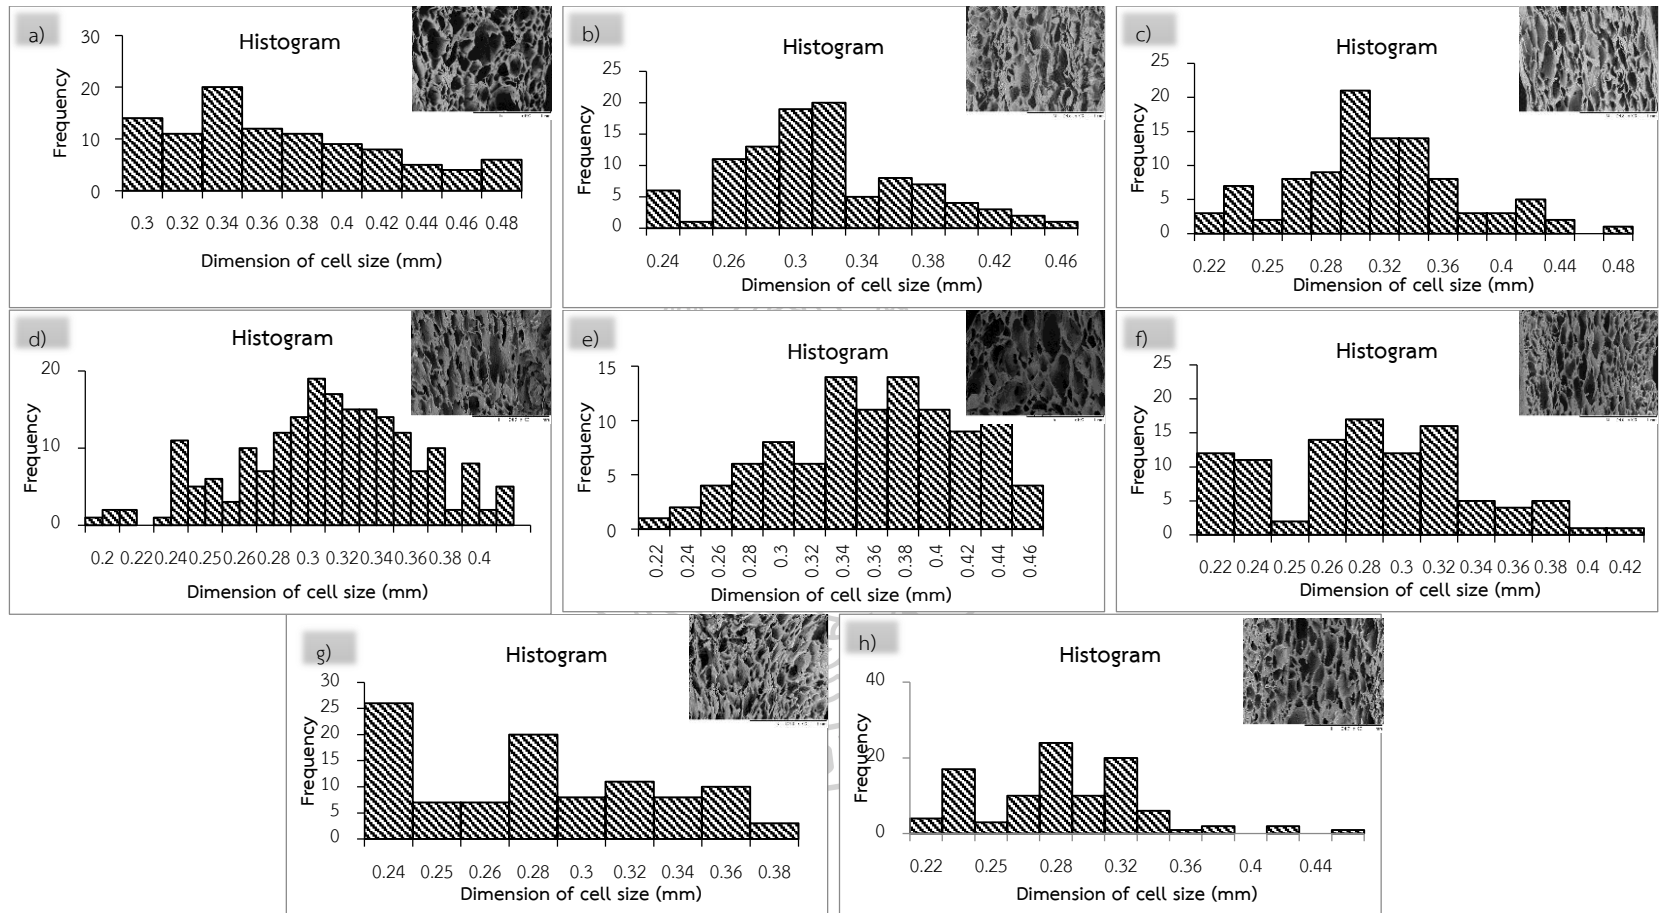 a)
Histogram
Frequency
30
20
10
0
0.3 0.32 0.34 0.36 0.38 0.4 0.42 0.44 0.46 0.48
Dimension of cell size (mm)
b)
Histogram
Frequency
25
20
15
10
5
0
0.24 0.26 0.3 0.34 0.38 0.42 0.46
Dimension of cell size (mm)
c)
Histogram
Frequency
25
20
15
10
5
0
0.22 0.25 0.28 0.32 0.36 0.4 0.44 0.48
Dimension of cell size (mm)
d)
Histogram
Frequency
20
10
0
0.2 0.22 0.24 0.25 0.26 0.28 0.3 0.32 0.34 0.36 0.38 0.4
Dimension of cell size (mm)
e)
Histogram
Frequency
15
10
5
0
0.22 0.24 0.26 0.28 0.3 0.32 0.34 0.36 0.38 0.4 0.42 0.44 0.46
Dimension of cell size (mm)
f)
Histogram
Frequency
25
20
15
10
5
0
0.22 0.24 0.25 0.26 0.28 0.3 0.32 0.34 0.36 0.38 0.4 0.42
Dimension of cell size (mm)
g)
Histogram
Frequency
30
25
20
15
10
5
0
0.24 0.25 0.26 0.28 0.3 0.32 0.34 0.36 0.38
Dimension of cell size (mm)
h)
Histogram
Frequency
40
20
0
0.22 0.25 0.28 0.32 0.36 0.4 0.44
Dimension of cell size (mm)